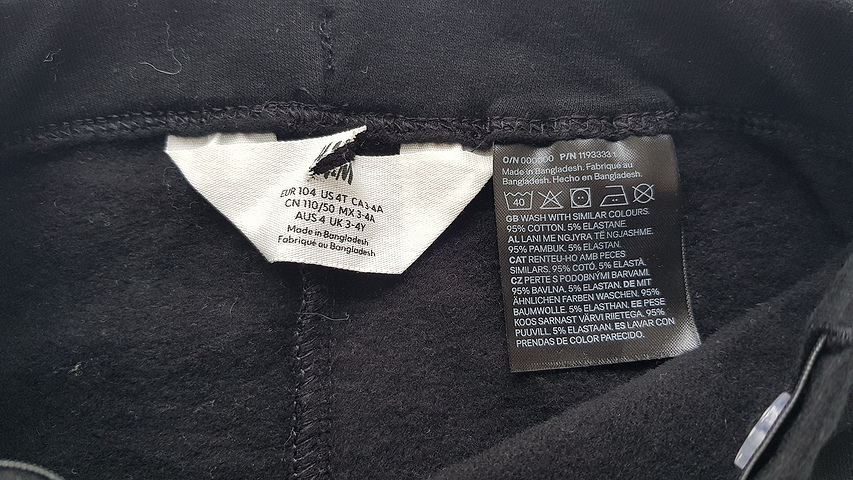 H&M
EUR 104 US 4T CA3-4A
CN 110/50 MX 3-4A
AUS 4 UK 3-4Y
Made in Bangladesh
Fabriqué au Bangladesh
O/N 000000 P/N 1193333
Made in Bangladesh. Fabriqué au
Bangladesh. Hecho en Bangladesh.
40
GB WASH WITH SIMILAR COLOURS.
95% COTTON. 5% ELASTANE
AL LANI ME NGJYRA TË NGJASHME.
95% PAMBUK. 5% ELASTAN.
CAT RENTEU-HO AMB PECES
SIMILARS. 95% COTÓ. 5% ELASTÀ.
CZ PERTE S PODOBNÝMI BARVAMI.
95% BAVLNA. 5% ELASTAN. DE MIT
ÄHNLICHEN FARBEN WASCHEN. 95%
BAUMWOLLE. 5% ELASTHAN. EE PESE
KOOS SARNAST VÄRVI RIIETEGA. 95%
PUUVILL. 5% ELASTAAN. ES LAVAR CON
PRENDAS DE COLOR PARECIDO.